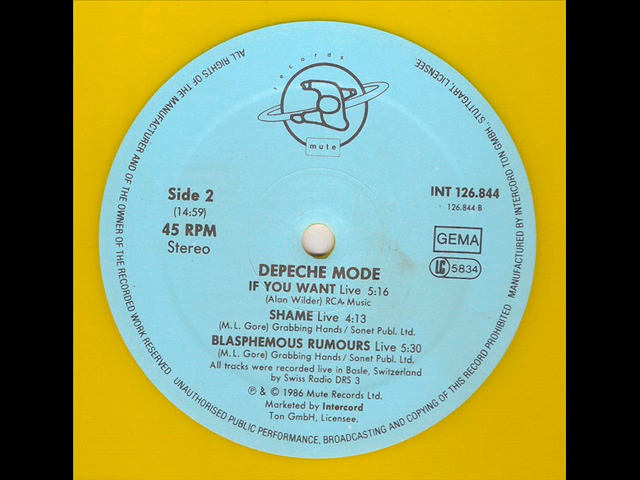 records
mute
Side 2
(14:59)
45 RPM
Stereo
INT 126.844
126.844 B
GEMA
LC 5834
DEPECHE MODE
IF YOU WANT Live 5:16
(Alan Wilder) RCA Music
SHAME Live 4:13
(M.L. Gore) Grabbing Hands / Sonet Publ. Ltd.
BLASPHEMOUS RUMOURS Live 5:30
(M.L. Gore) Grabbing Hands / Sonet Publ. Ltd.
All tracks were recorded live in Basle, Switzerland
by Swiss Radio DRS 3
℗ & © 1986 Mute Records Ltd.
Marketed by Intercord
Ton GmbH, Licensee.
ALL RIGHTS OF THE MANUFACTURER AND OF THE OWNER OF THE RECORDED WORK RESERVED
UNAUTHORISED PUBLIC PERFORMANCE, BROADCASTING AND COPYING OF THIS RECORD PROHIBITED
MANUFACTURED BY INTERCORD TON GMBH., STUTTGART, LICENSEE